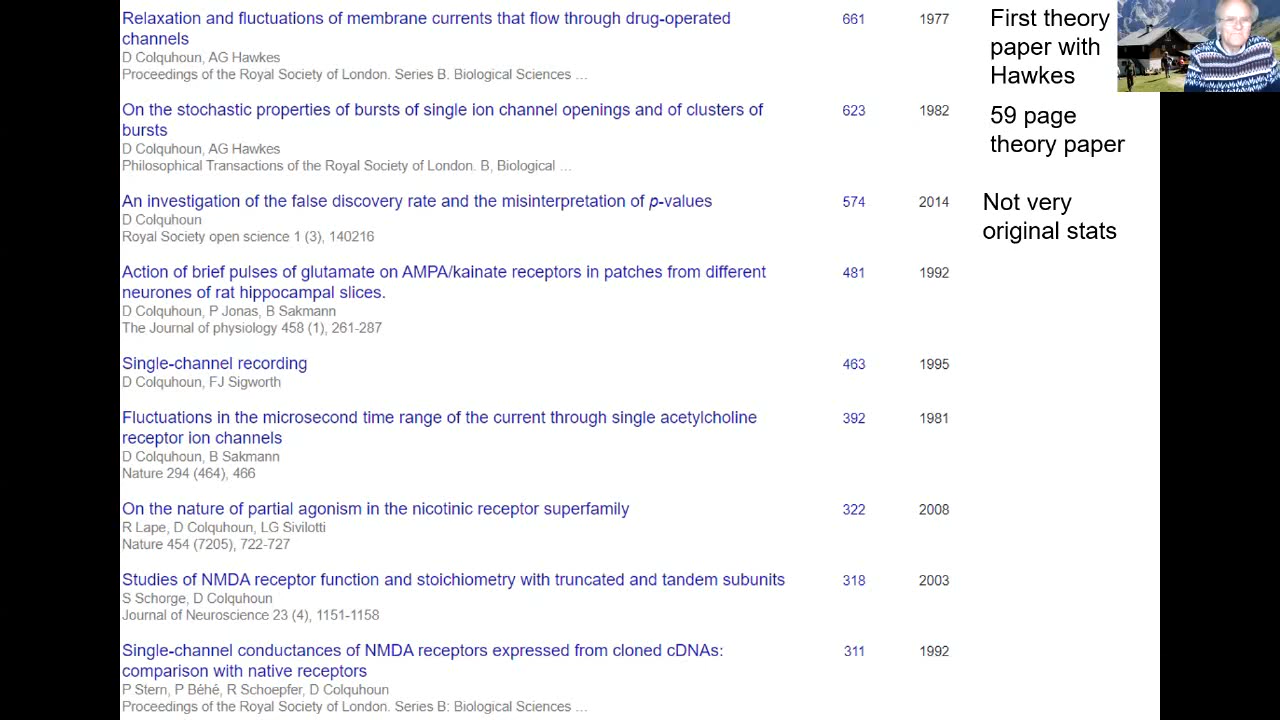 Relaxation and fluctuations of membrane currents that flow through drug-operated 661 1977
channels
D Colquhoun, AG Hawkes
Proceedings of the Royal Society of London. Series B. Biological Sciences ...
First theory
paper with
Hawkes
On the stochastic properties of bursts of single ion channel openings and of clusters of 623 1982
bursts
D Colquhoun, AG Hawkes
Philosophical Transactions of the Royal Society of London. B, Biological ...
59 page
theory paper
An investigation of the false discovery rate and the misinterpretation of p-values 574 2014
D Colquhoun
Royal Society open science 1 (3), 140216
Not very
original stats
Action of brief pulses of glutamate on AMPA/kainate receptors in patches from different 481 1992
neurones of rat hippocampal slices.
D Colquhoun, P Jonas, B Sakmann
The Journal of physiology 458 (1), 261-287
Single-channel recording 463 1995
D Colquhoun, FJ Sigworth
Fluctuations in the microsecond time range of the current through single acetylcholine 392 1981
receptor ion channels
D Colquhoun, B Sakmann
Nature 294 (464), 466
On the nature of partial agonism in the nicotinic receptor superfamily 322 2008
R Lape, D Colquhoun, LG Sivilotti
Nature 454 (7205), 722-727
Studies of NMDA receptor function and stoichiometry with truncated and tandem subunits 318 2003
S Schorge, D Colquhoun
Journal of Neuroscience 23 (4), 1151-1158
Single-channel conductances of NMDA receptors expressed from cloned cDNAs: 311 1992
comparison with native receptors
P Stern, P Béhé, R Schoepfer, D Colquhoun
Proceedings of the Royal Society of London. Series B: Biological Sciences ...